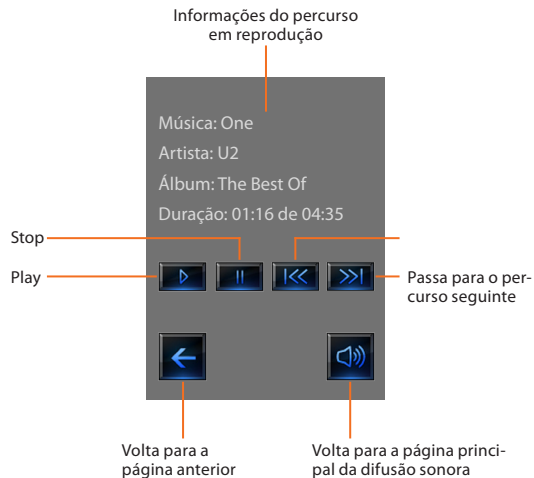 Informações do percurso
em reprodução
Música: One
Artista: U2
Álbum: The Best Of
Duração: 01:16 de 04:35
Stop
Play
Passa para o per-
curso seguinte
Volta para a
página anterior
Volta para a página princi-
pal da difusão sonora